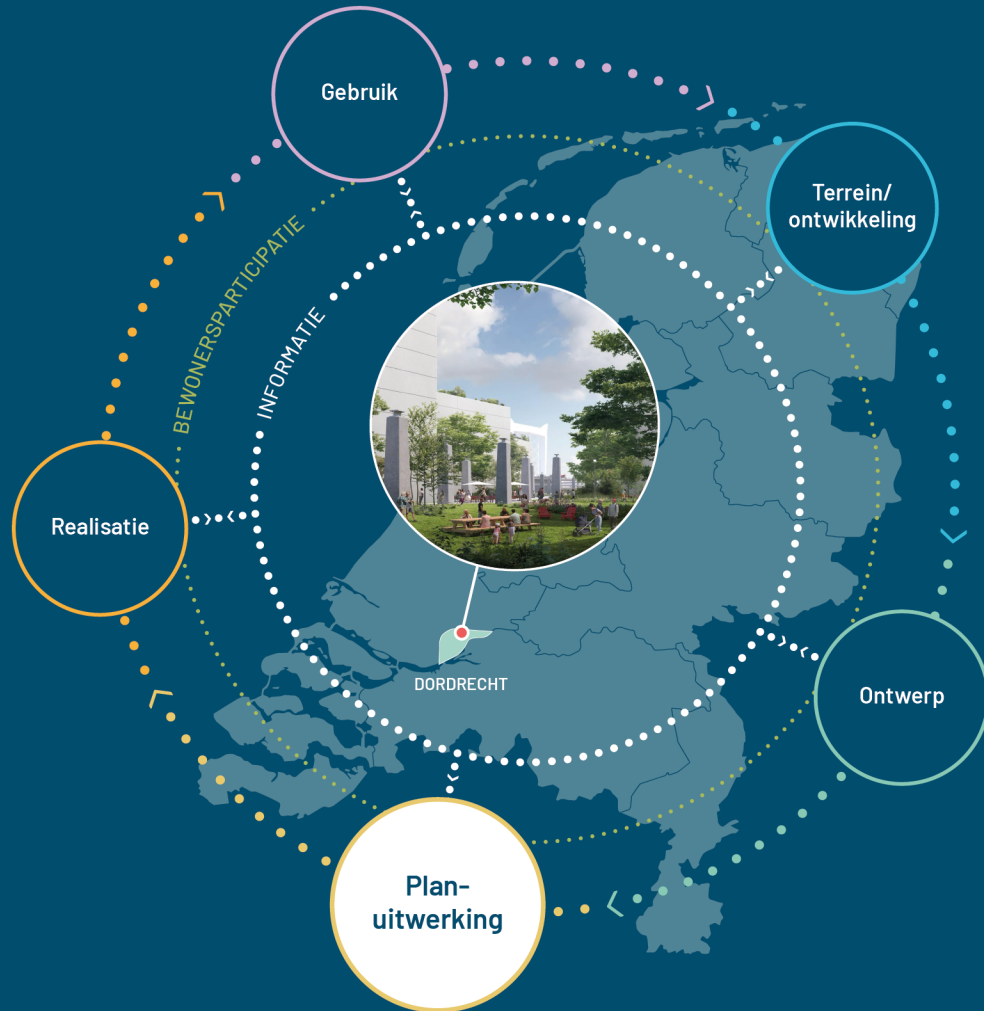 Gebruik
Terrein/
ontwikkeling
BEWONERSPARTICIPATIE
INFORMATIE
Realisatie
DORDRECHT
Ontwerp
Plan-
uitwerking